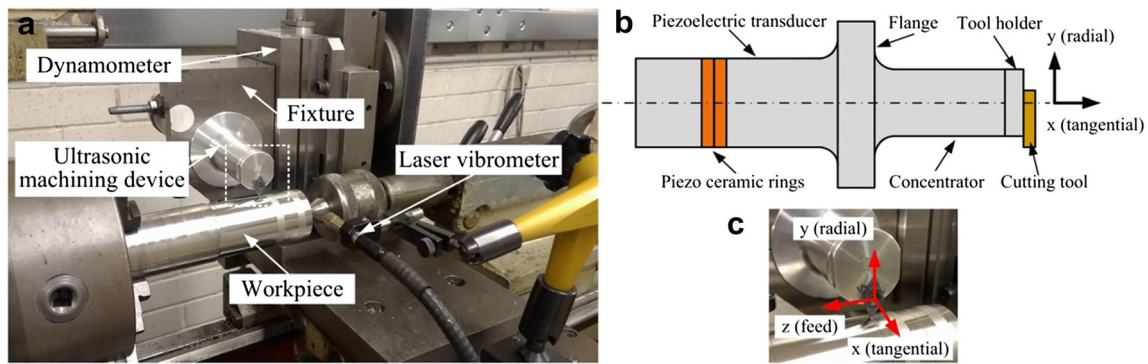 a
Dynamometer
Fixture
Ultrasonic
machining device
Laser vibrometer
Workpiece
b
Piezoelectric transducer
Flange
Tool holder
y (radial)
x (tangential)
Piezo ceramic rings
Concentrator
Cutting tool
c
y (radial)
z (feed)
x (tangential)